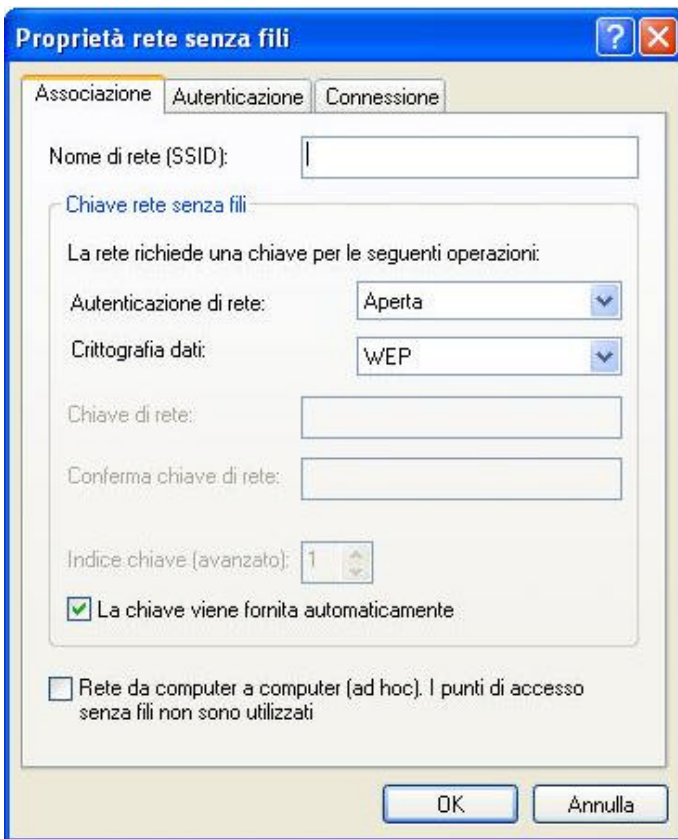 Proprietà rete senza fili
Associazione Autenticazione Connessione
Nome di rete (SSID):
Chiave rete senza fili
La rete richiede una chiave per le seguenti operazioni:
Autenticazione di rete: Aperta
Crittografia dati: WEP
Chiave di rete:
Conferma chiave di rete:
Indice chiave (avanzato): 1
La chiave viene fornita automaticamente
Rete da computer a computer (ad hoc). I punti di accesso
senza fili non sono utilizzati
OK Annulla